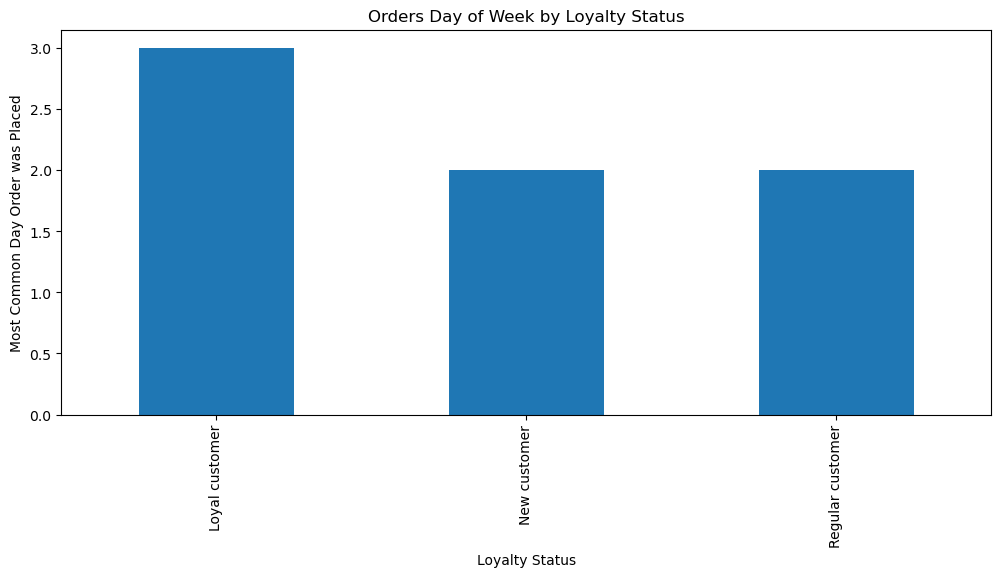 Orders Day of Week by Loyalty Status
Most Common Day Order was Placed
3.0
2.5
2.0
1.5
1.0
0.5
0.0
Loyal customer
New customer
Regular customer
Loyalty Status